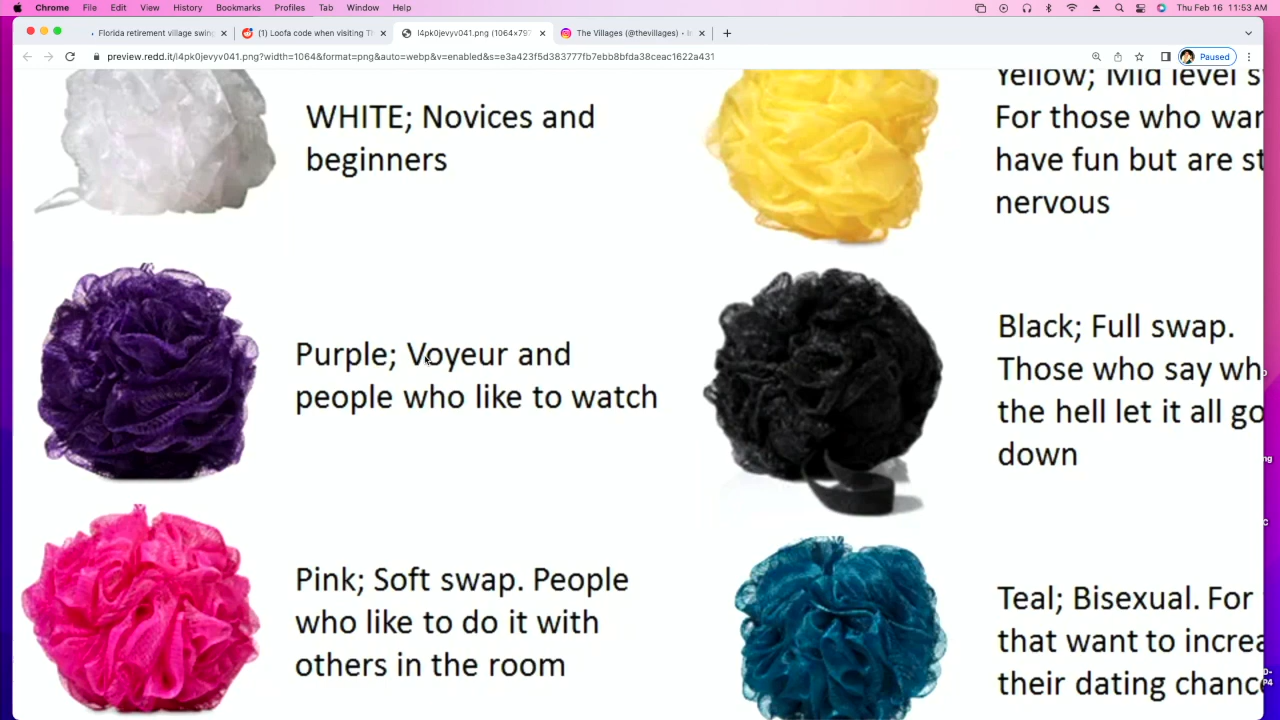 Chrome File Edit View History Bookmarks Profiles Tab Window Help Thu Feb 16 11:53 AM
Florida retirement village swing (1) Loofa code when visiting Th l4pk0jevyv041.png (1064×797 The Villages (@thevillages) •
preview.redd.it/l4pk0jevyv041.png?width=1064&format=png&auto=webp&v=enabled&s=e3a423f5d383777fb7ebb8bfda38ceac1622a431 Paused
WHITE; Novices and
beginners
Yellow; Mid level s
For those who war
have fun but are st
nervous
Purple; Voyeur and
people who like to watch
Black; Full swap.
Those who say wh
the hell let it all go
down
Pink; Soft swap. People
who like to do it with
others in the room
Teal; Bisexual. For
that want to increa
their dating chanc